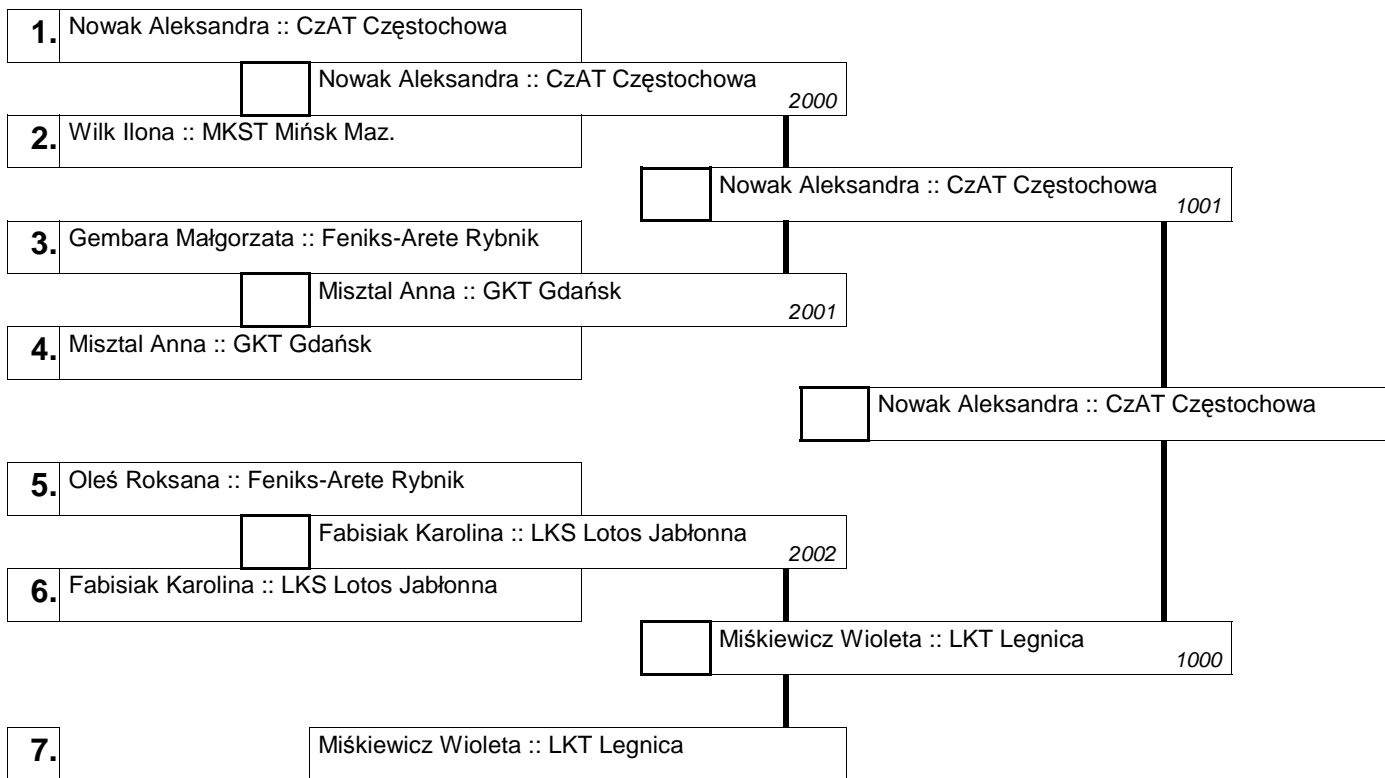 1. Nowak Aleksandra :: CzAT Częstochowa
Nowak Aleksandra :: CzAT Częstochowa
2000
2. Wilk Ilona :: MKST Mińsk Maz.
Nowak Aleksandra :: CzAT Częstochowa
1001
3. Gembara Małgorzata :: Feniks-Arete Rybnik
Misztal Anna :: GKT Gdańsk
2001
4. Misztal Anna :: GKT Gdańsk
Nowak Aleksandra :: CzAT Częstochowa
5. Oleś Roksana :: Feniks-Arete Rybnik
Fabisiak Karolina :: LKS Lotos Jabłonna
2002
6. Fabisiak Karolina :: LKS Lotos Jabłonna
Miśkiewicz Wioleta :: LKT Legnica
1000
7. Miśkiewicz Wioleta :: LKT Legnica